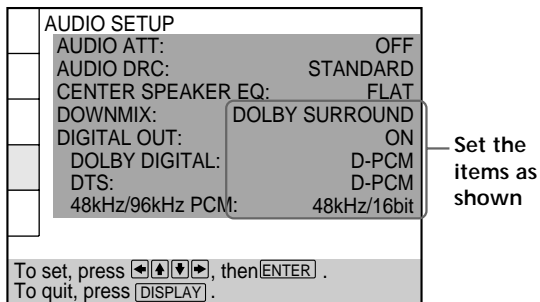 AUDIO SETUP
AUDIO ATT: OFF
AUDIO DRC: STANDARD
CENTER SPEAKER EQ: FLAT
DOWNMIX: DOLBY SURROUND
DIGITAL OUT: ON
DOLBY DIGITAL: D-PCM
DTS: D-PCM
48kHz/96kHz PCM: 48kHz/16bit
Set the
items as
shown
To set, press ←↑↓→, then ENTER .
To quit, press DISPLAY .